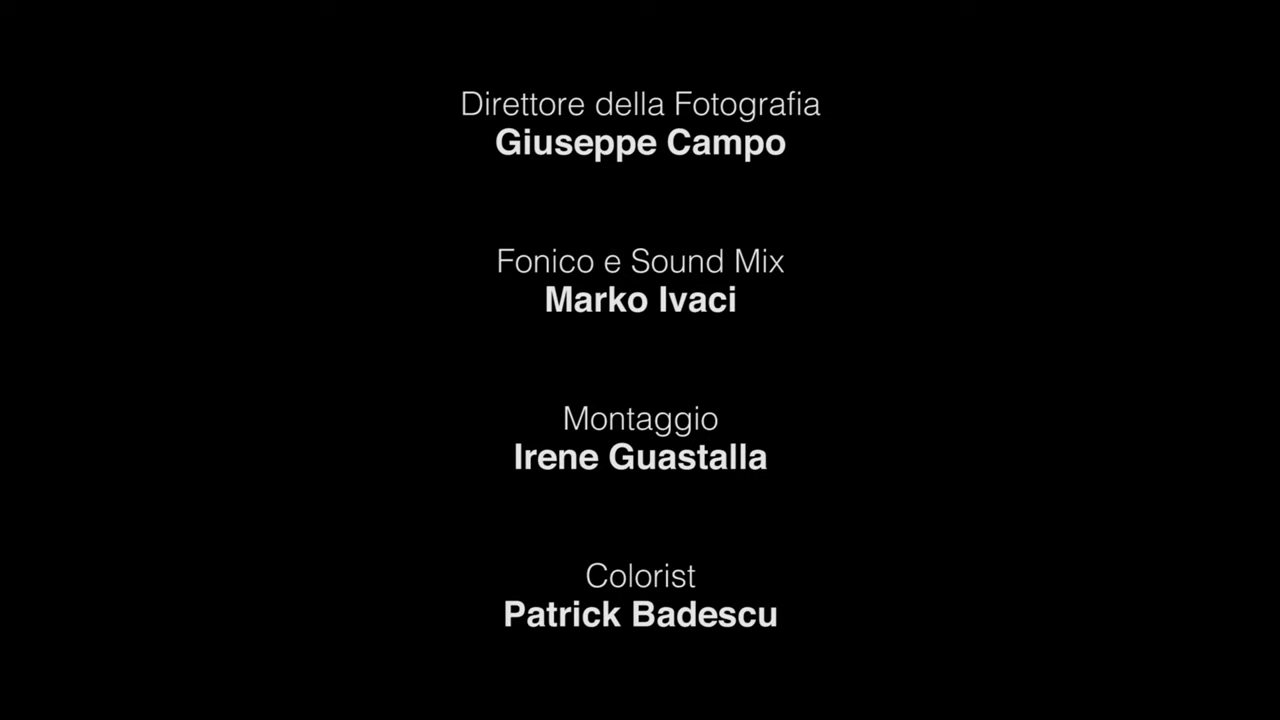 Direttore della Fotografia
Giuseppe Campo
Fonico e Sound Mix
Marko Ivaci
Montaggio
Irene Guastalla
Colorist
Patrick Badescu